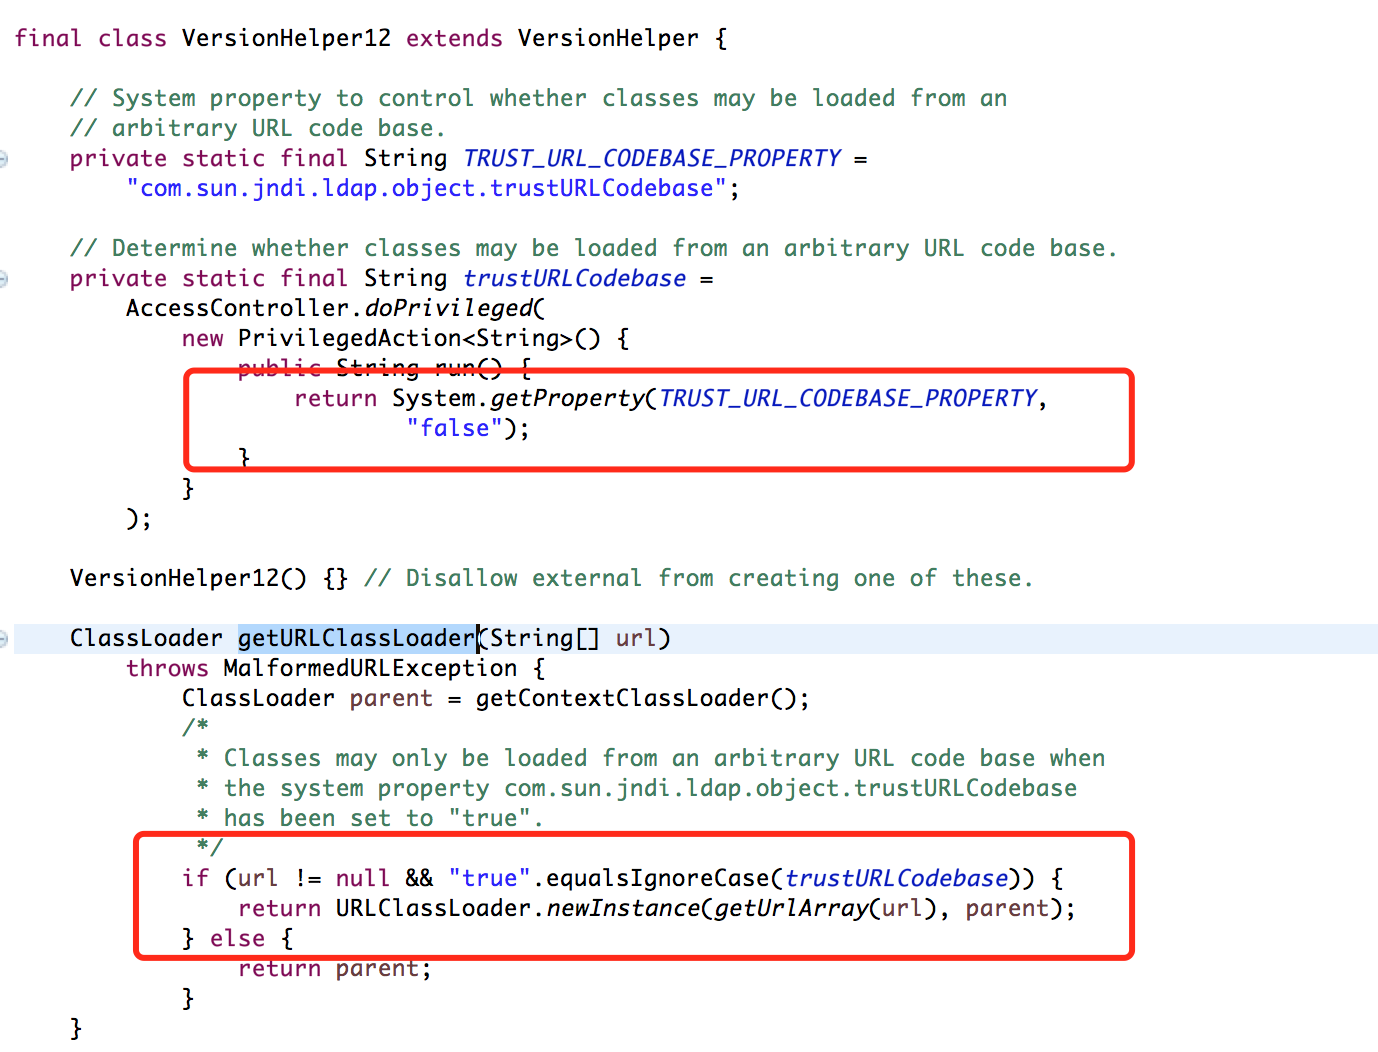 final class VersionHelper12 extends VersionHelper {
// System property to control whether classes may be loaded from an
// arbitrary URL code base.
private static final String TRUST_URL_CODEBASE_PROPERTY =
"com.sun.jndi.ldap.object.trustURLCodebase";
// Determine whether classes may be loaded from an arbitrary URL code base.
private static final String trustURLCodebase =
AccessController.doPrivileged(
new PrivilegedAction<String>() {
public String run() {
return System.getProperty(TRUST_URL_CODEBASE_PROPERTY,
"false");
}
}
);
VersionHelper12() {} // Disallow external from creating one of these.
ClassLoader getURLClassLoader(String[] url)
throws MalformedURLException {
ClassLoader parent = getContextClassLoader();
/*
* Classes may only be loaded from an arbitrary URL code base when
* the system property com.sun.jndi.ldap.object.trustURLCodebase
* has been set to "true".
*/
if (url != null && "true".equalsIgnoreCase(trustURLCodebase)) {
return URLClassLoader.newInstance(getUrlArray(url), parent);
} else {
return parent;
}
}